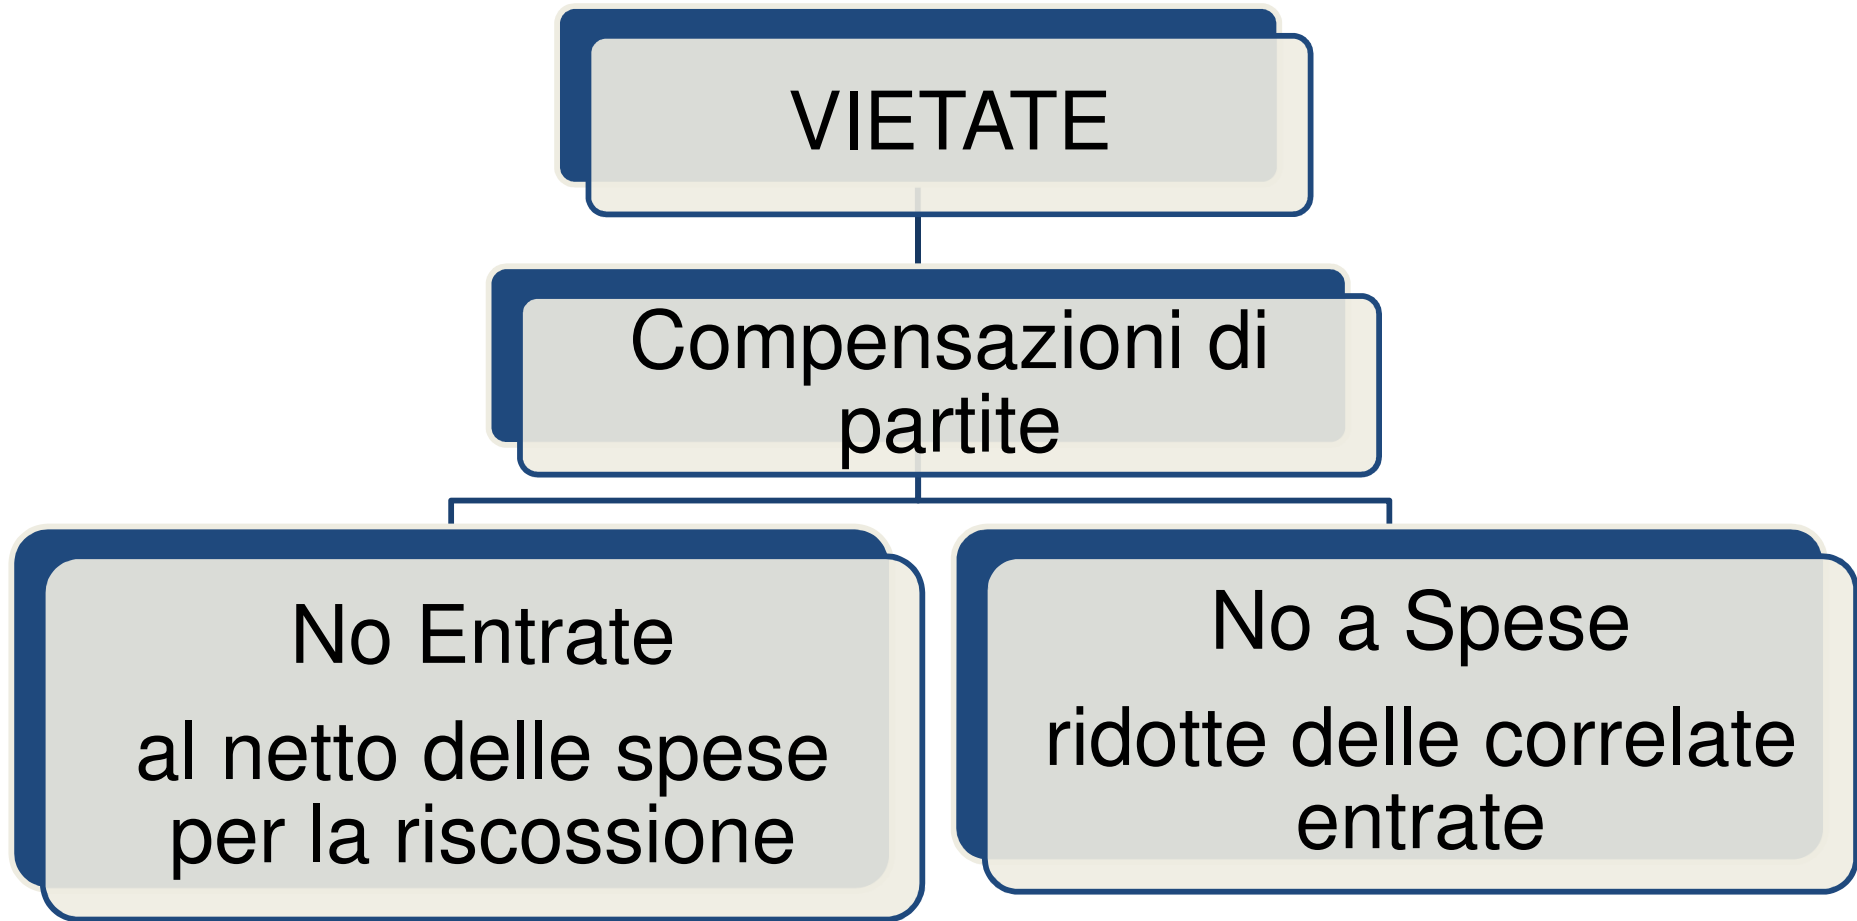 VIETATE
Compensazioni di
partite
No Entrate
al netto delle spese
per la riscossione
No a Spese
ridotte delle correlate
entrate